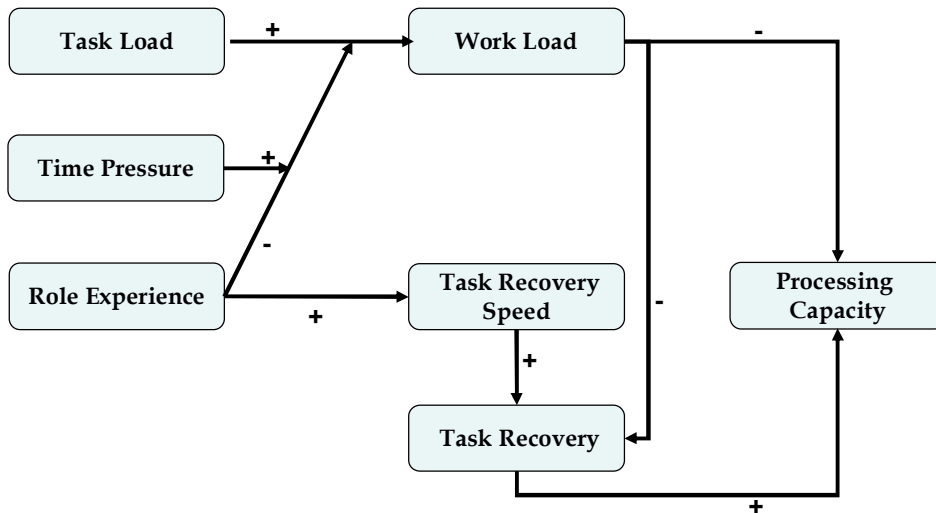 Task Load
+
Work Load
-
Time Pressure
+
-
Role Experience
+
Task Recovery
Speed
-
Processing
Capacity
+
Task Recovery
+